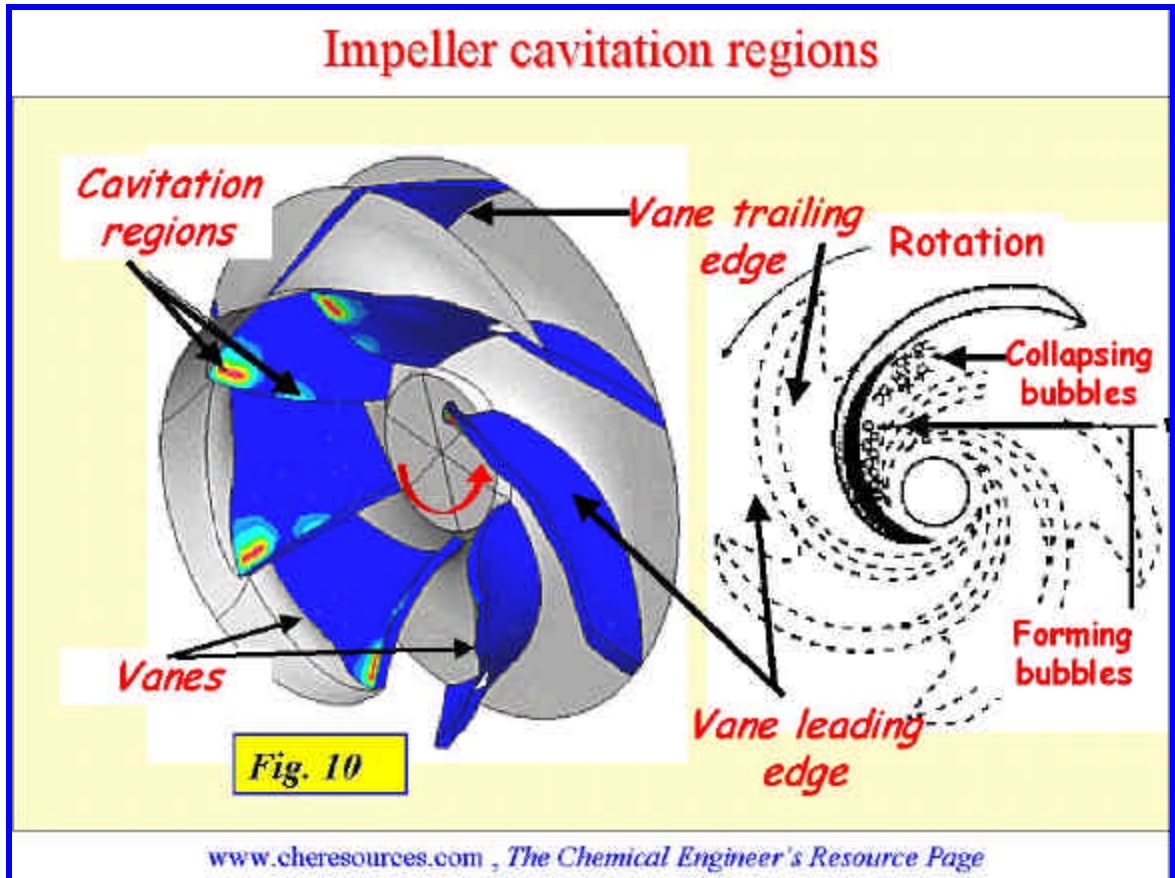 Impeller cavitation regions
Cavitation
regions
Vane trailing
edge
Rotation
Collapsing
bubbles
Forming
bubbles
Vanes
Vane leading
edge
Fig. 10
www.cheresources.com , The Chemical Engineer's Resource Page